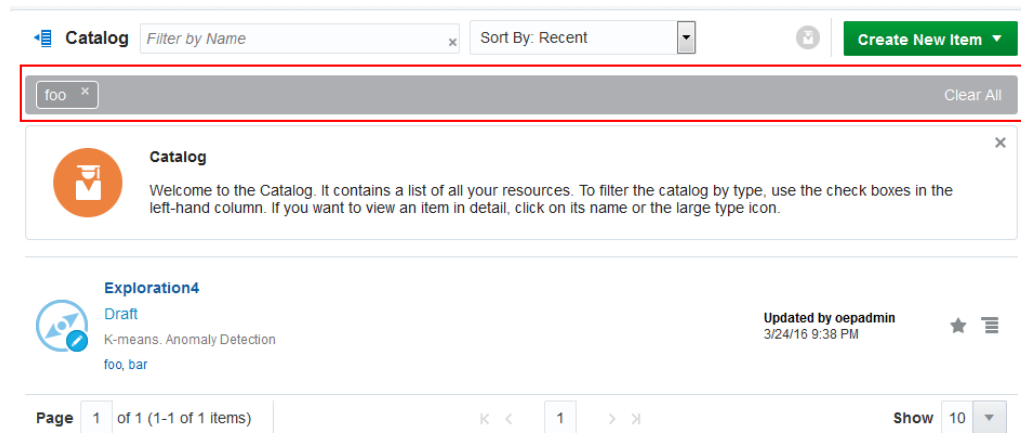 Catalog Filter by Name x Sort By: Recent Create New Item
foo x Clear All
Catalog
Welcome to the Catalog. It contains a list of all your resources. To filter the catalog by type, use the check boxes in the
left-hand column. If you want to view an item in detail, click on its name or the large type icon.
Exploration4
Draft
K-means. Anomaly Detection
foo, bar
Updated by oepadmin
3/24/16 9:38 PM
Page 1 of 1 (1-1 of 1 items) 1 Show 10